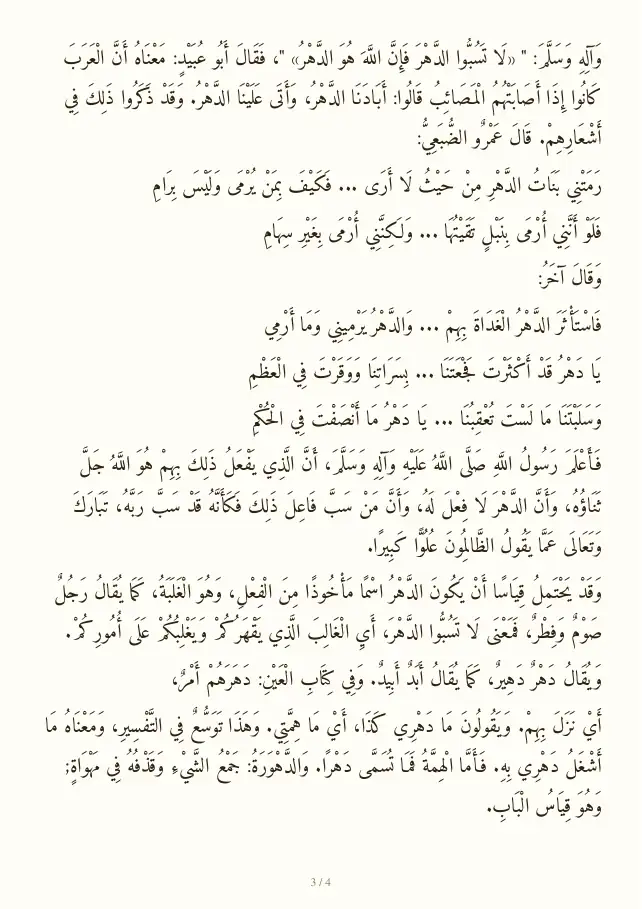 وَآلِهِ وَسَلَّمَ: " «لَا تَسُبُّوا الدَّهْرَ فَإِنَّ اللَّهَ هُوَ الدَّهْرُ» "، فَقَالَ أَبُو عُبَيْدٍ: مَعْنَاهُ أَنَّ الْعَرَبَ
كَانُوا إِذَا أَصَابَتْهُمُ الْمَصَائِبُ قَالُوا: أَبَادَنَا الدَّهْرُ، وَأَتَى عَلَيْنَا الدَّهْرُ. وَقَدْ ذَكَرُوا ذَلِكَ فِي
أَشْعَارِهِمْ. قَالَ عَمْرٌو الضُّبَعِيُّ:
رَمَتْنِي بَنَاتُ الدَّهْرِ مِنْ حَيْثُ لَا أَرَى ... فَكَيْفَ بِمَنْ يُرْمَى وَلَيْسَ بِرَامِ
فَلَوْ أَنَّنِي أُرْمَى بِنَبْلٍ تَقَيْتُهَا ... وَلَكِنَّنِي أُرْمَى بِغَيْرِ سِهَامِ
وَقَالَ آخَرُ:
فَاسْتَأْثَرَ الدَّهْرُ الْغَدَاةَ بِهِمْ ... وَالدَّهْرُ يَرْمِينِي وَمَا أَرْمِي
يَا دَهْرُ قَدْ أَكْثَرْتَ فَجْعَتَنَا ... بِسَرَاتِنَا وَوَقَرْتَ فِي الْعَظْمِ
وَسَلَبْتَنَا مَا لَسْتَ تُعْقِبُنَا ... يَا دَهْرُ مَا أَنْصَفْتَ فِي الْحُكْمِ
فَأَعْلَمَ رَسُولُ اللَّهِ صَلَّى اللَّهُ عَلَيْهِ وَآلِهِ وَسَلَّمَ، أَنَّ الَّذِي يَفْعَلُ ذَلِكَ بِهِمْ هُوَ اللَّهُ جَلَّ
ثَنَاؤُهُ، وَأَنَّ الدَّهْرَ لَا فِعْلَ لَهُ، وَأَنَّ مَنْ سَبَّ فَاعِلَ ذَلِكَ فَكَأَنَّهُ قَدْ سَبَّ رَبَّهُ، تَبَارَكَ
وَتَعَالَى عَمَّا يَقُولُ الظَّالِمُونَ عُلُوًّا كَبِيرًا.
وَقَدْ يَحْتَمِلُ قِيَاسًا أَنْ يَكُونَ الدَّهْرُ اسْمًا مَأْخُوذًا مِنَ الْفِعْلِ، وَهُوَ الْغَلَبَةُ، كَمَا يُقَالُ رَجُلٌ
صَوْمٌ وَفِطْرٌ، فَمَعْنَى لَا تَسُبُّوا الدَّهْرَ، أَيِ الْغَالِبَ الَّذِي يَقْهَرُكُمْ وَيَغْلِبُكُمْ عَلَى أُمُورِكُمْ.
وَيُقَالُ دَهْرٌ دَهِيرٌ، كَمَا يُقَالُ أَبَدٌ أَبِيدٌ. وَفِي كِتَابِ الْعَيْنِ: دَهَرَهُمْ أَمْرٌ،
أَيْ نَزَلَ بِهِمْ. وَيَقُولُونَ مَا دَهْرِي كَذَا، أَيْ مَا هِمَّتِي. وَهَذَا تَوَسُّعٌ فِي التَّفْسِيرِ، وَمَعْنَاهُ مَا
أَشْغَلُ دَهْرِي بِهِ. فَأَمَّا الْهِمَّةُ فَمَا تُسَمَّى دَهْرًا. وَالدَّهْوَرَةُ: جَمْعُ الشَّيْءِ وَقَذْفُهُ فِي مَهْوَاةٍ;
وَهُوَ قِيَاسُ الْبَابِ.
3 / 4